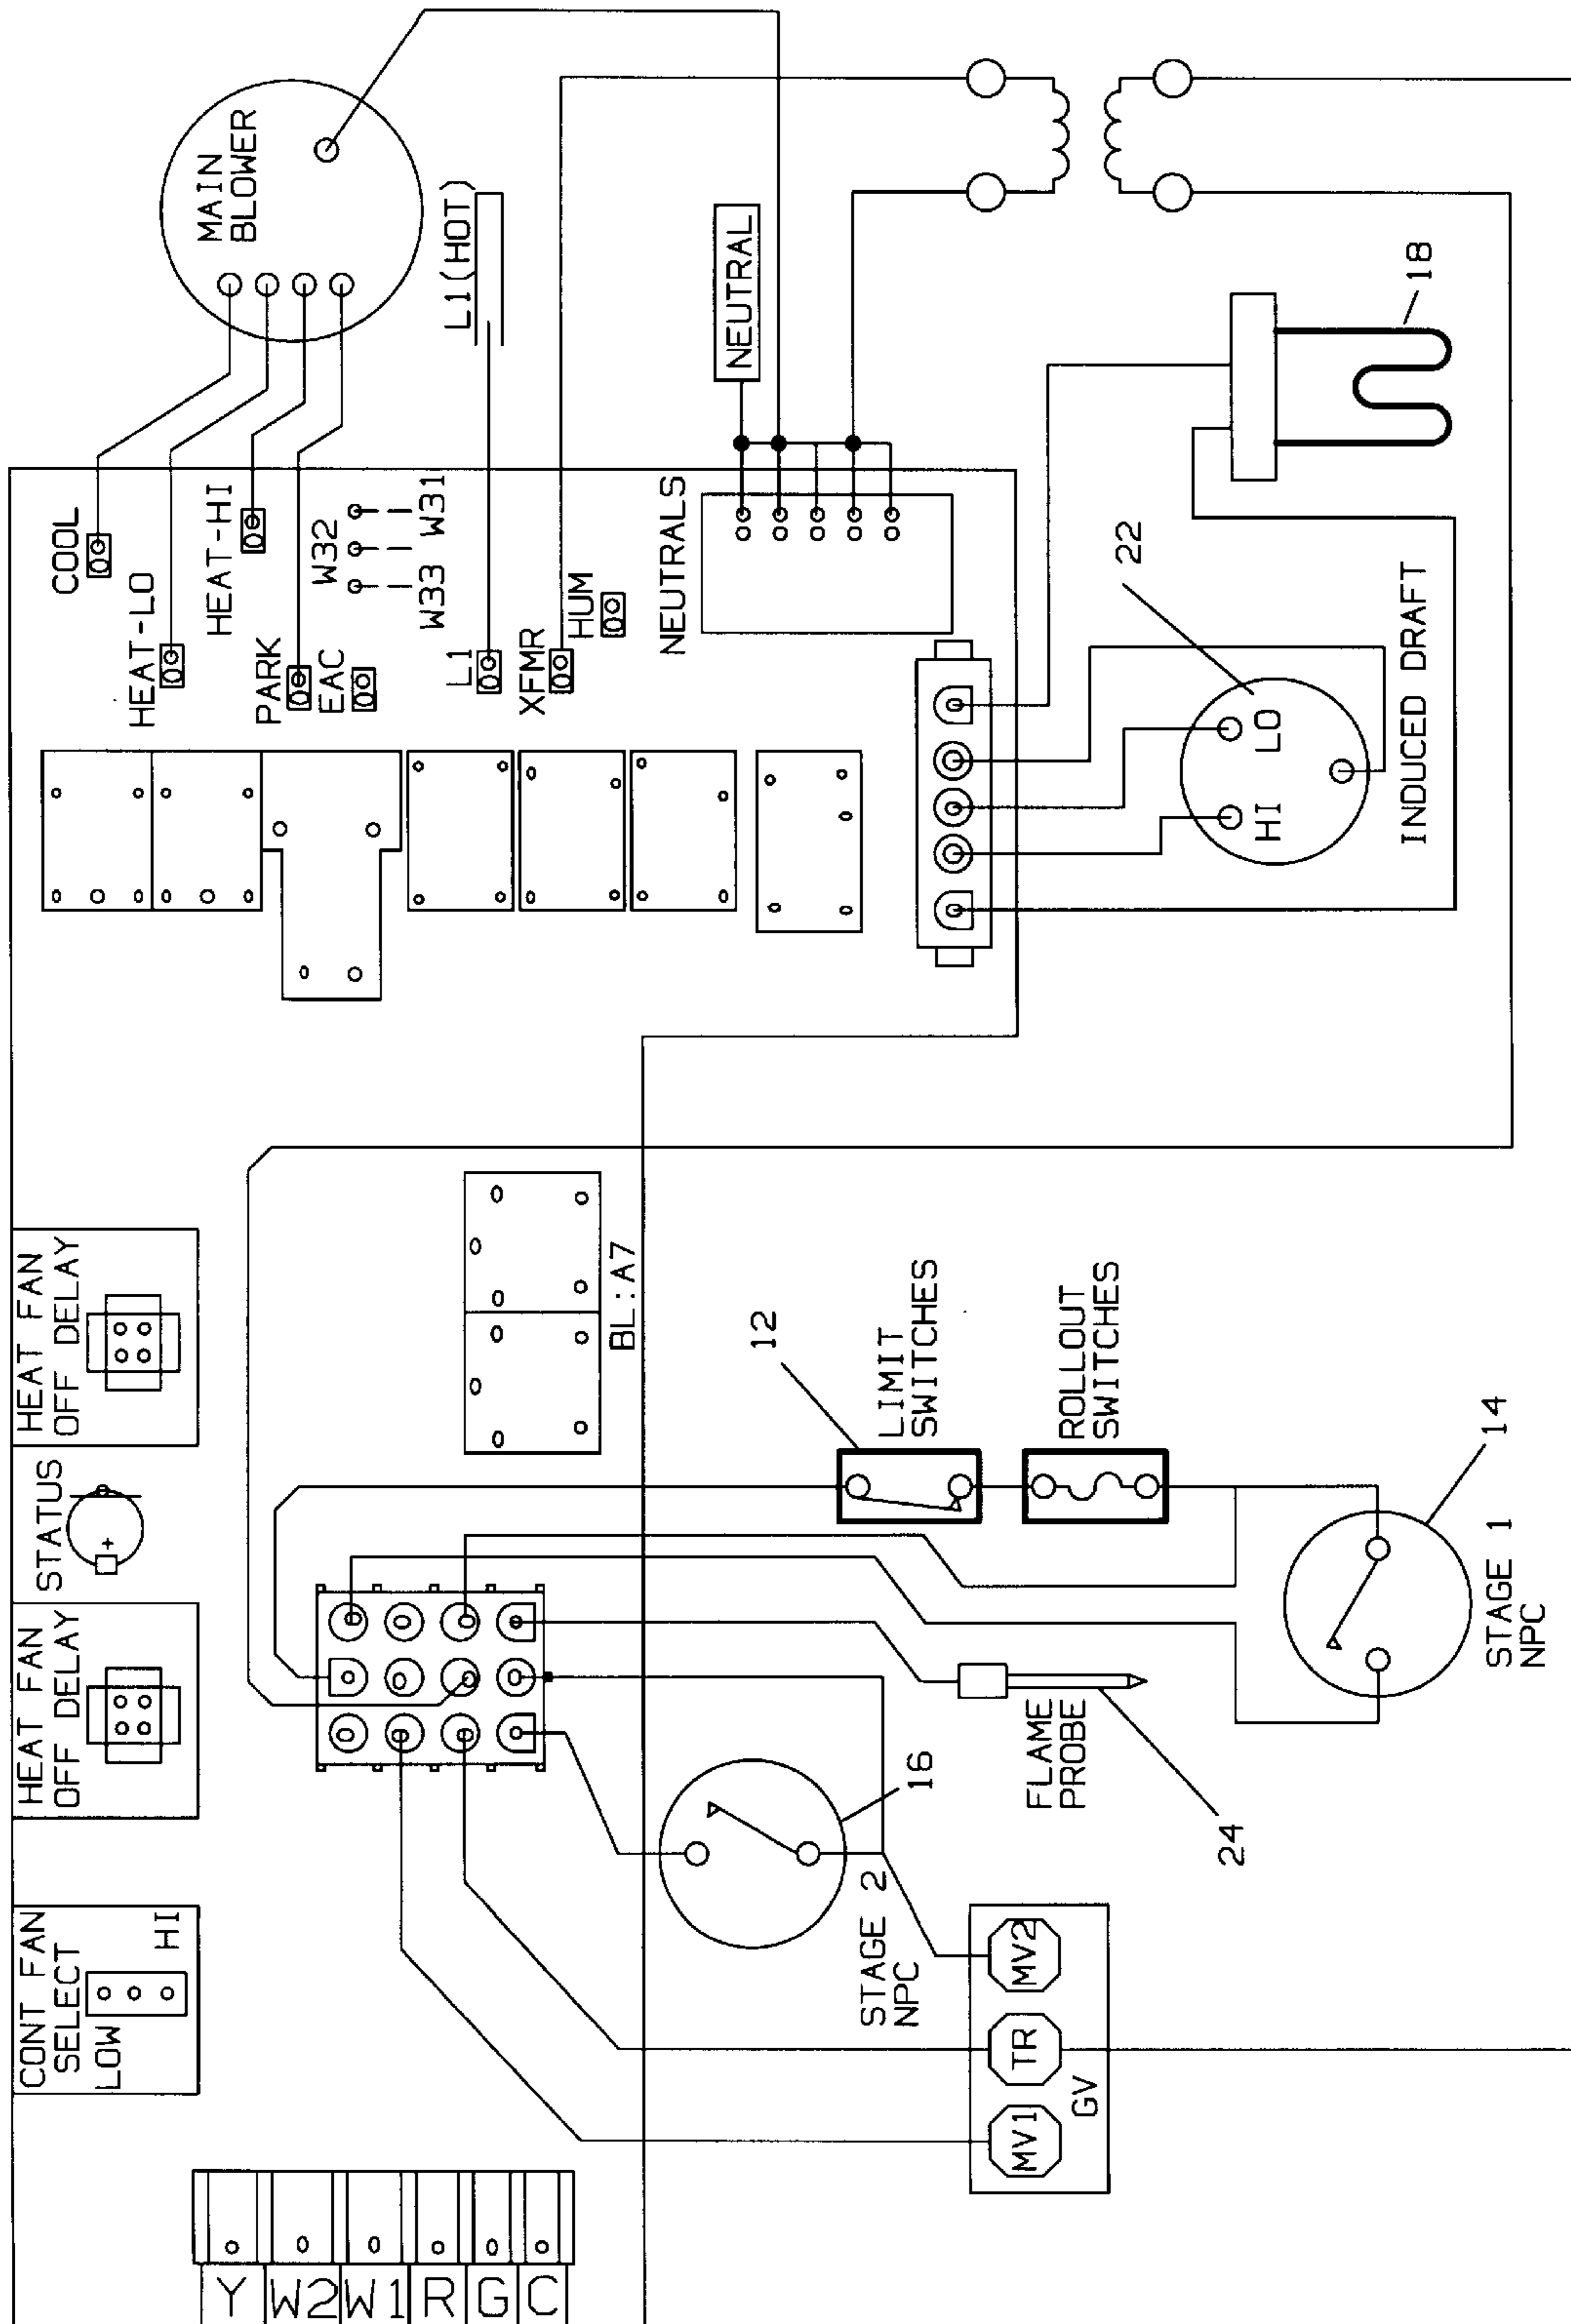 CONT FAN
SELECT
LOW
HI
HEAT FAN
OFF DELAY
STATUS
HEAT FAN
OFF DELAY
Y
W2
W1
R
G
C
BL:A7
COOL
HEAT-LO
HEAT-HI
PARK
EAC
W33
W32
W31
L1
XFMR
HUM
NEUTRALS
MAIN
BLOWER
L1(HOT)
NEUTRAL
+
STAGE 2
NPC
16
MV1
TR
MV2
GV
FLAME
PROBE
24
12
LIMIT
SWITCHES
ROLLOUT
SWITCHES
STAGE 1
NPC
14
HI
LO
22
INDUCED DRAFT
18